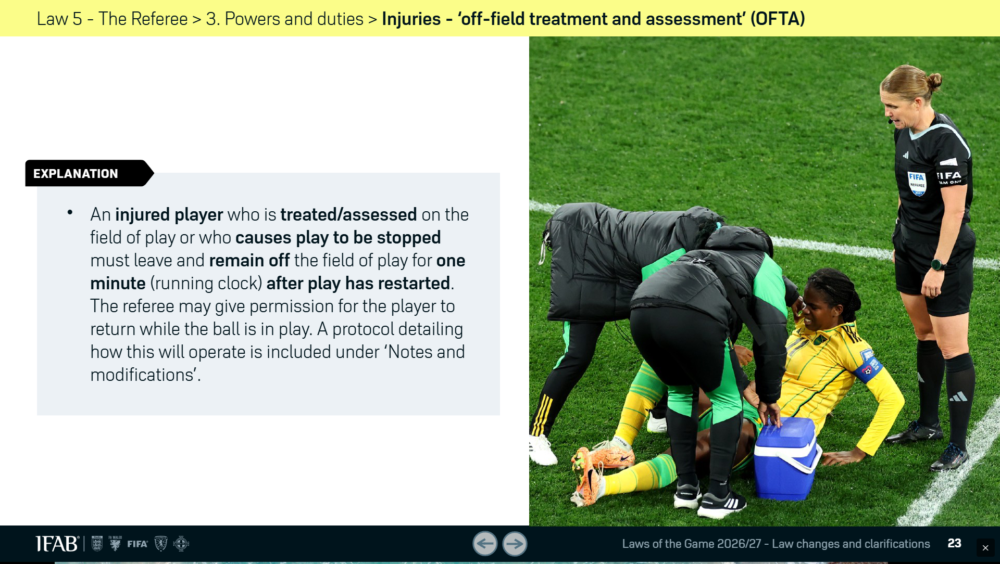 Law 5 - The Referee > 3. Powers and duties > Injuries - ‘off-field treatment and assessment’ (OFTA)
EXPLANATION
• An injured player who is treated/assessed on the
field of play or who causes play to be stopped
must leave and remain off the field of play for one
minute (running clock) after play has restarted.
The referee may give permission for the player to
return while the ball is in play. A protocol detailing
how this will operate is included under ‘Notes and
modifications’.
FIFA
REFEREE
2023
FIFA
11
IFAB
FA WALES
FIFA
Laws of the Game 2026/27 - Law changes and clarifications
23